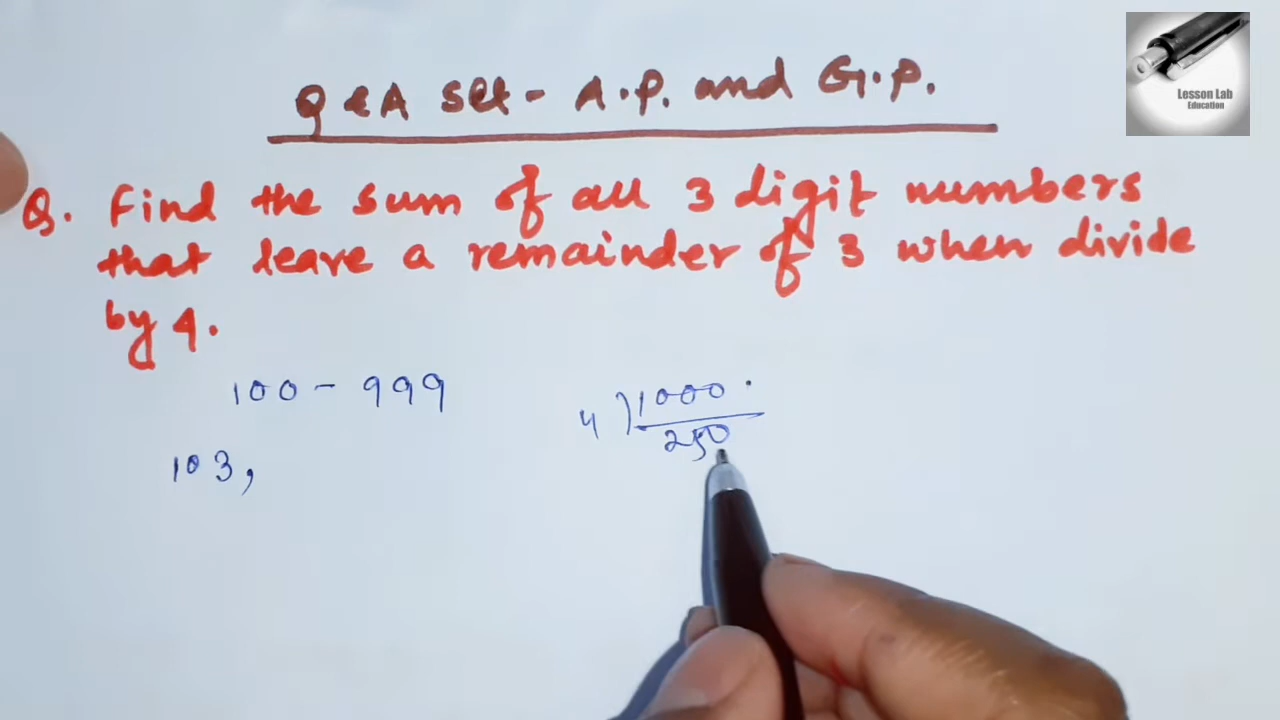 Lesson Lab
Education
Q & A Set - A.P. and G.P.
Q. Find the sum of all 3 digit numbers
that leave a remainder of 3 when divide
by 4.
100 - 999
4 ) 1000
250
103,